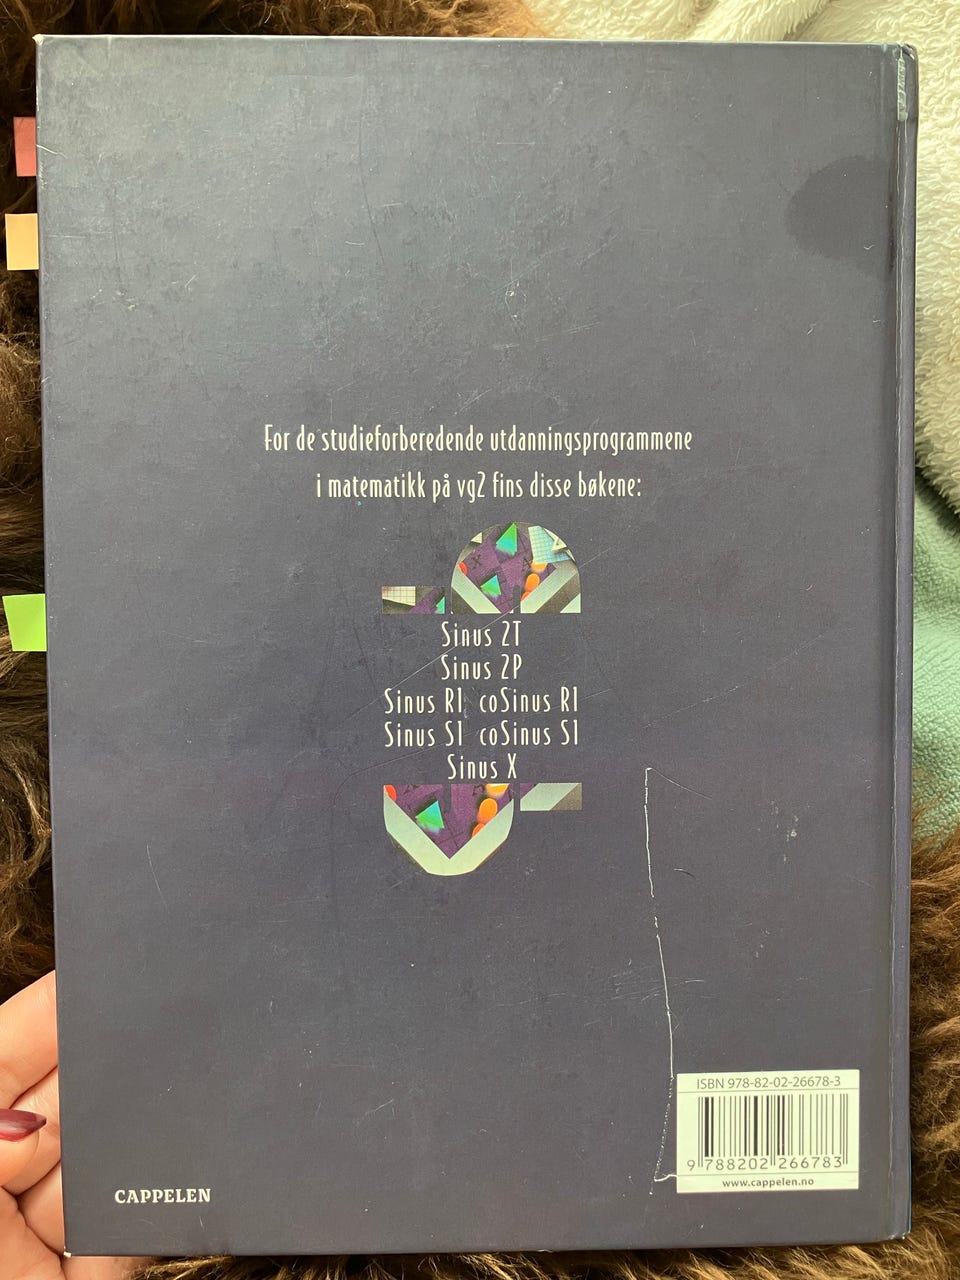 For de studieforberedende utdanningsprogrammene
i matematikk på vg2 fins disse bøkene:
Sinus 2T
Sinus 2P
Sinus R1 coSinus R1
Sinus S1 coSinus S1
Sinus X
ISBN 978-82-02-26678-3
9 788202 266783
www.cappelen.no
CAPPELEN